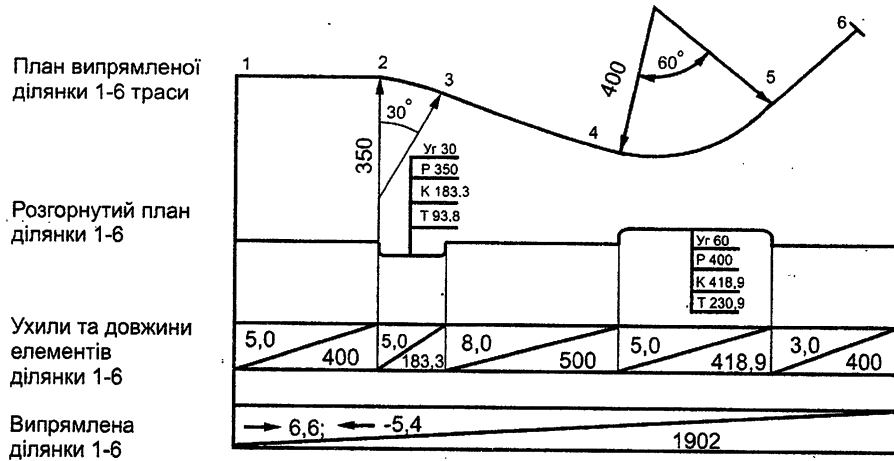 План випрямленої
ділянки 1-6 траси
1
2
3
4
5
6
350
30°
400
60°
Уг 30
Р 350
К 183.3
Т 93,8
Розгорнутий план
ділянки 1-6
Уг 60
Р 400
К 418,9
Т 230,9
Ухили та довжини
елементів
ділянки 1-6
5,0
400
5,0
183,3
8,0
500
5,0
418,9
3,0
400
Випрямлена
ділянки 1-6
6,6;
-5,4
1902